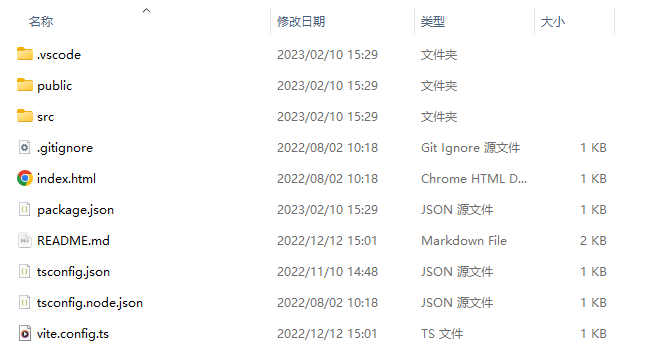 名称 修改日期 类型 大小
.vscode 2023/02/10 15:29 文件夹
public 2023/02/10 15:29 文件夹
src 2023/02/10 15:29 文件夹
.gitignore 2022/08/02 10:18 Git Ignore 源文件 1 KB
index.html 2022/08/02 10:18 Chrome HTML D... 1 KB
package.json 2023/02/10 15:29 JSON 源文件 1 KB
README.md 2022/12/12 15:01 Markdown File 2 KB
tsconfig.json 2022/11/10 14:48 JSON 源文件 1 KB
tsconfig.node.json 2022/08/02 10:18 JSON 源文件 1 KB
vite.config.ts 2022/12/12 15:01 TS 文件 1 KB